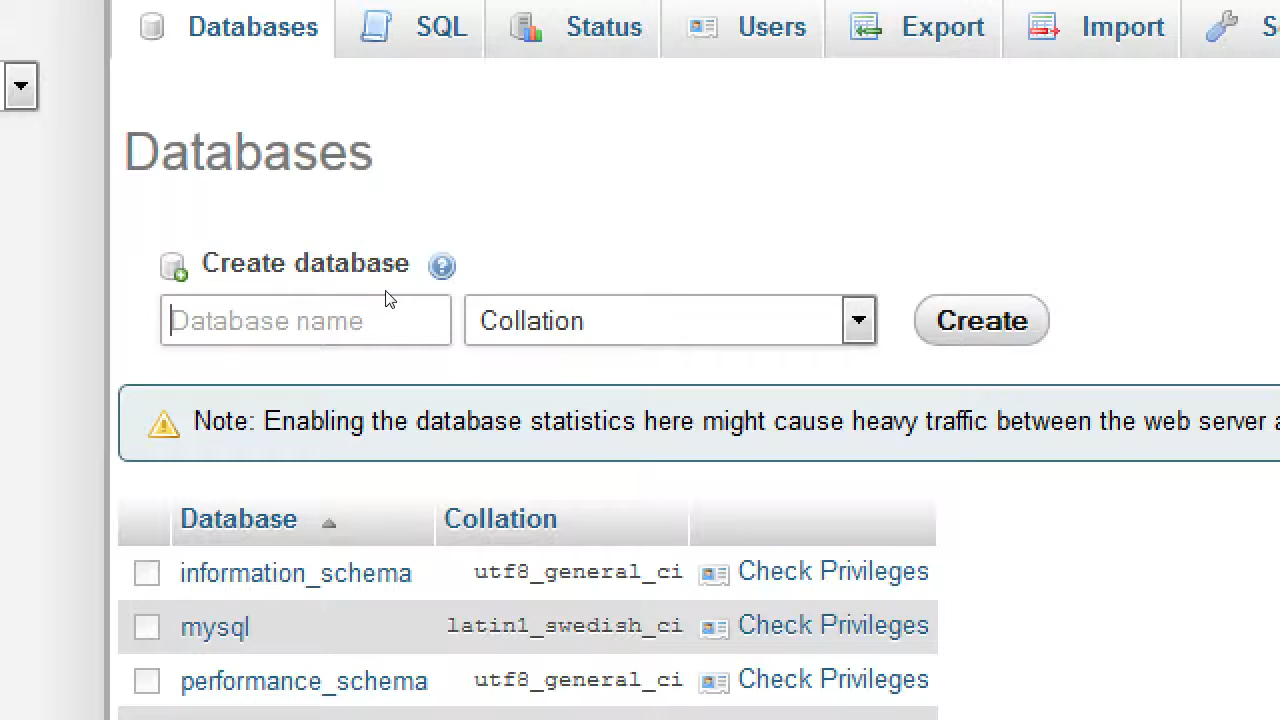 Databases SQL Status Users Export Import
Databases
Create database
Database name Collation Create
Note: Enabling the database statistics here might cause heavy traffic between the web server
Database Collation
information_schema utf8_general_ci Check Privileges
mysql latin1_swedish_ci Check Privileges
performance_schema utf8_general_ci Check Privileges